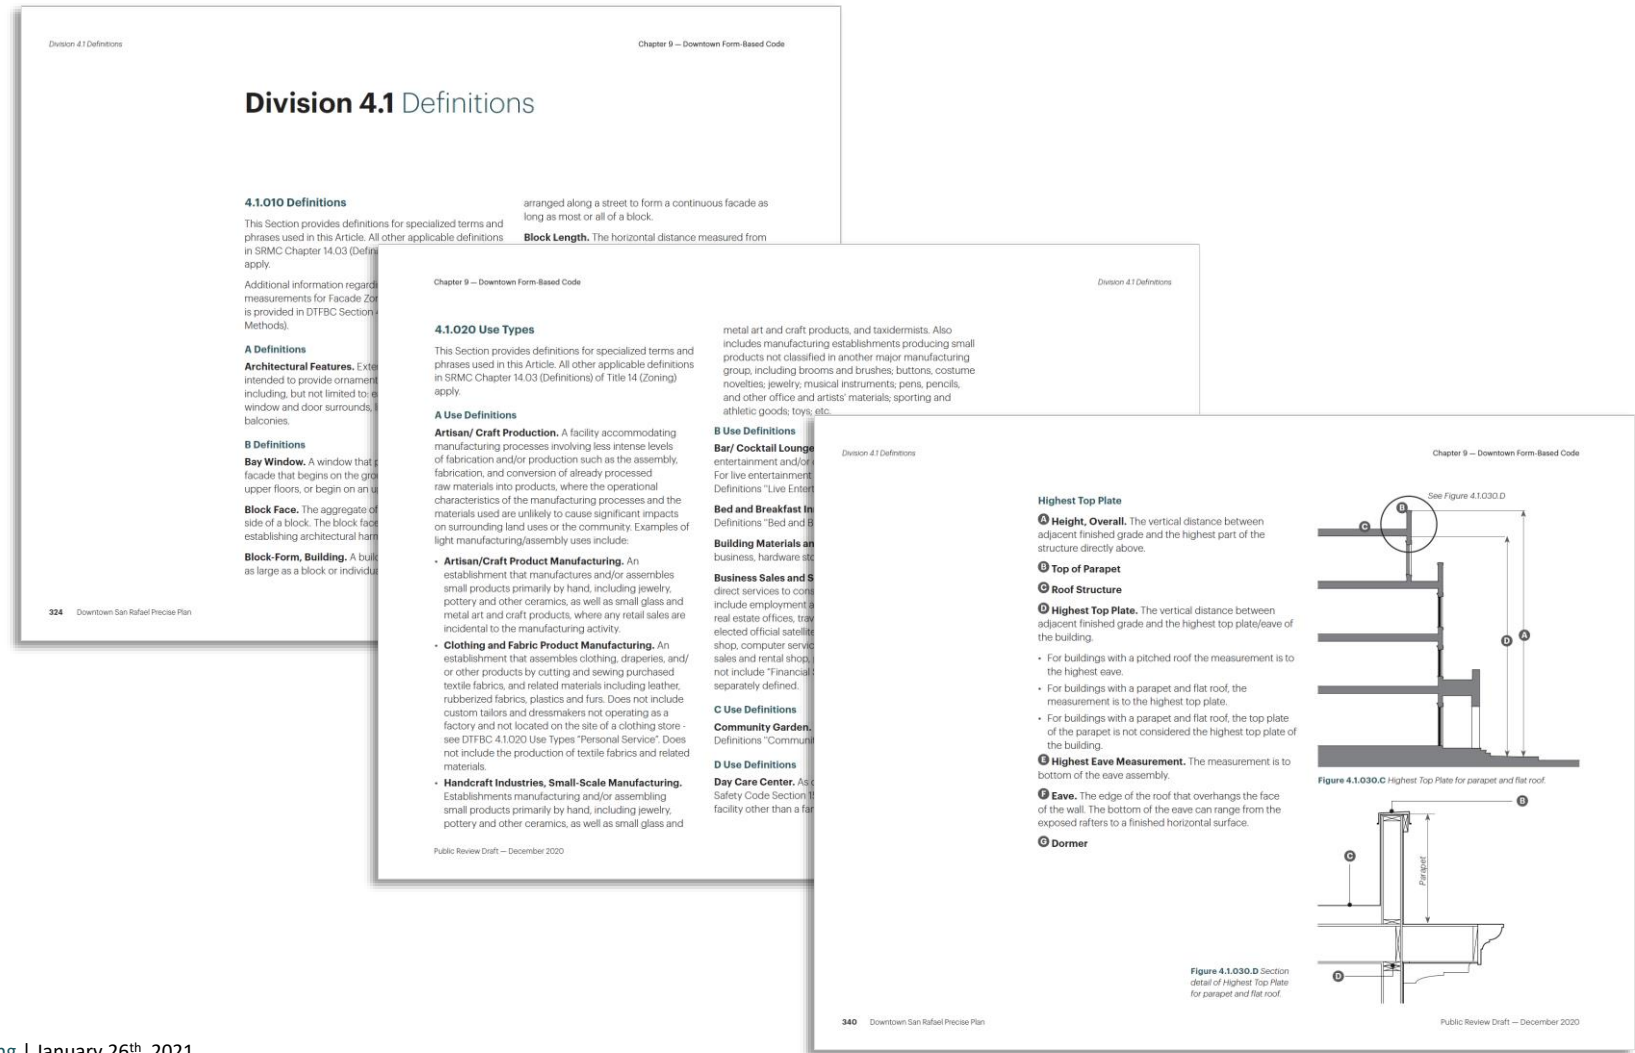 Division 4.1 Definitions
Chapter 9 — Downtown Form-Based Code
Division 4.1 Definitions
4.1.010 Definitions
This Section provides definitions for specialized terms and
phrases used in this Article. All other applicable definitions
in SRMC Chapter 14.03
apply.
Additional information
measurements for Facade
is provided in DTFBC Section
Methods).
A Definitions
Architectural Features.
intended to provide
including, but not limited to:
window and door surrounds,
balconies.
B Definitions
Bay Window. A window that
facade that begins on the
upper floors, or begin on an
Block Face. The aggregate of
side of a block. The block face
establishing architectural
Block-Form, Building. A
as large as a block or
arranged along a street to form a continuous facade as
long as most or all of a block.
Block Length. The horizontal distance measured from
324 Downtown San Rafael Precise Plan
Chapter 9 — Downtown Form-Based Code
Division 4.1 Definitions
4.1.020 Use Types
This Section provides definitions for specialized terms and
phrases used in this Article. All other applicable definitions
in SRMC Chapter 14.03 (Definitions) of Title 14 (Zoning)
apply.
A Use Definitions
Artisan/ Craft Production. A facility accommodating
manufacturing processes involving less intense levels
of fabrication and/or production such as the assembly,
fabrication, and conversion of already processed
raw materials into products, where the operational
characteristics of the manufacturing processes and the
materials used are unlikely to cause significant impacts
on surrounding land uses or the community. Examples of
light manufacturing/assembly uses include:
• Artisan/Craft Product Manufacturing. An
establishment that manufactures and/or assembles
small products primarily by hand, including jewelry,
pottery and other ceramics, as well as small glass and
metal art and craft products, where any retail sales are
incidental to the manufacturing activity.
• Clothing and Fabric Product Manufacturing. An
establishment that assembles clothing, draperies, and/
or other products by cutting and sewing purchased
textile fabrics, and related materials including leather,
rubberized fabrics, plastics and furs. Does not include
custom tailors and dressmakers not operating as a
factory and not located on the site of a clothing store -
see DTFBC 4.1.020 Use Types "Personal Service". Does
not include the production of textile fabrics and related
materials.
• Handcraft Industries, Small-Scale Manufacturing.
Establishments manufacturing and/or assembling
small products primarily by hand, including jewelry,
pottery and other ceramics, as well as small glass and
metal art and craft products, and taxidermists. Also
includes manufacturing establishments producing small
products not classified in another major manufacturing
group, including brooms and brushes; buttons, costume
novelties; jewelry; musical instruments; pens, pencils,
and other office and artists' materials; sporting and
athletic goods; toys; etc.
B Use Definitions
Bar/ Cocktail Lounge
entertainment and/or
For live entertainment
Definitions "Live
Bed and Breakfast
Definitions "Bed and
Building Materials
business, hardware
Business Sales and
direct services to
include employment
real estate offices,
elected official satellite
shop, computer
sales and rental shop,
not include "Financial
separately defined.
C Use Definitions
Community Garden.
Definitions
D Use Definitions
Day Care Center. As
Safety Code Section
facility other than a
Public Review Draft — December 2020
Division 4.1 Definitions
Chapter 9 — Downtown Form-Based Code
Highest Top Plate
A Height, Overall. The vertical distance between
adjacent finished grade and the highest part of the
structure directly above.
B Top of Parapet
C Roof Structure
D Highest Top Plate. The vertical distance between
adjacent finished grade and the highest top plate/eave of
the building.
• For buildings with a pitched roof the measurement is to
the highest eave.
• For buildings with a parapet and flat roof, the
measurement is to the highest top plate.
• For buildings with a parapet and flat roof, the top plate
of the parapet is not considered the highest top plate of
the building.
E Highest Eave Measurement. The measurement is to
bottom of the eave assembly.
F Eave. The edge of the roof that overhangs the face
of the wall. The bottom of the eave can range from the
exposed rafters to a finished horizontal surface.
G Dormer
See Figure 4.1.030.D
B
C
D
A
Figure 4.1.030.C Highest Top Plate for parapet and flat roof.
B
C
Parapet
D
Figure 4.1.030.D Section
detail of Highest Top Plate
for parapet and flat roof.
340 Downtown San Rafael Precise Plan
Public Review Draft — December 2020
| January 26th, 2021